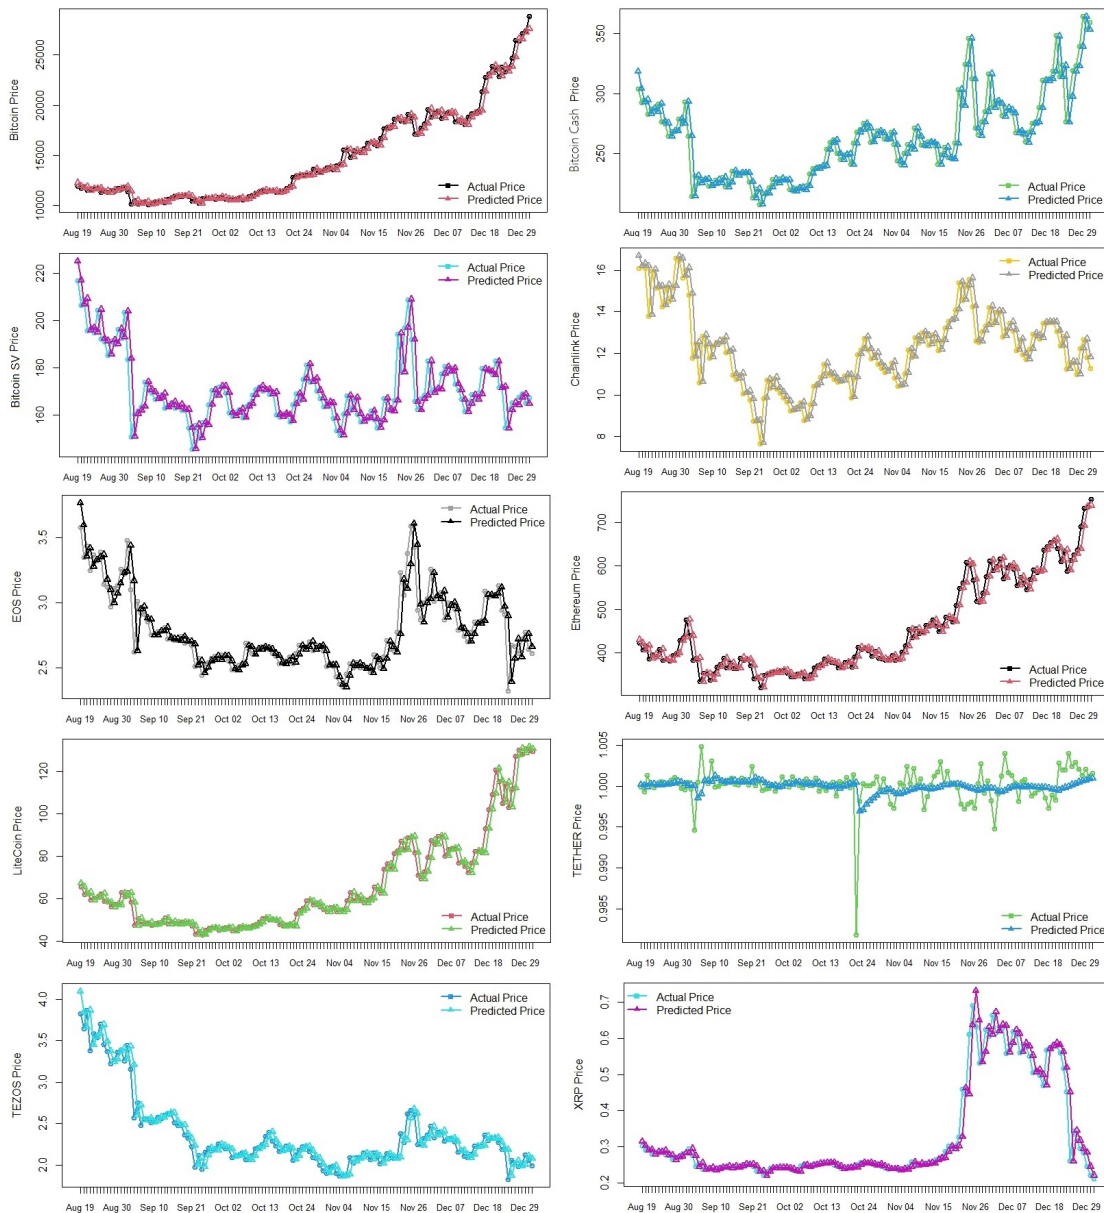 Bitcoin Price
25000
20000
15000
10000
Actual Price
Predicted Price
Aug 19 Aug 30 Sep 10 Sep 21 Oct 02 Oct 13 Oct 24 Nov 04 Nov 15 Nov 26 Dec 07 Dec 18 Dec 29
Bitcoin Cash Price
350
300
250
Actual Price
Predicted Price
Aug 19 Aug 30 Sep 10 Sep 21 Oct 02 Oct 13 Oct 24 Nov 04 Nov 15 Nov 26 Dec 07 Dec 18 Dec 29
Bitcoin SV Price
220
200
180
160
Actual Price
Predicted Price
Aug 19 Aug 30 Sep 10 Sep 21 Oct 02 Oct 13 Oct 24 Nov 04 Nov 15 Nov 26 Dec 07 Dec 18 Dec 29
Chainlink Price
16
14
12
10
8
Actual Price
Predicted Price
Aug 19 Aug 30 Sep 10 Sep 21 Oct 02 Oct 13 Oct 24 Nov 04 Nov 15 Nov 26 Dec 07 Dec 18 Dec 29
EOS Price
3.5
3.0
2.5
Actual Price
Predicted Price
Aug 19 Aug 30 Sep 10 Sep 21 Oct 02 Oct 13 Oct 24 Nov 04 Nov 15 Nov 26 Dec 07 Dec 18 Dec 29
Ethereum Price
700
600
500
400
Actual Price
Predicted Price
Aug 19 Aug 30 Sep 10 Sep 21 Oct 02 Oct 13 Oct 24 Nov 04 Nov 15 Nov 26 Dec 07 Dec 18 Dec 29
LiteCoin Price
120
100
80
60
40
Actual Price
Predicted Price
Aug 19 Aug 30 Sep 10 Sep 21 Oct 02 Oct 13 Oct 24 Nov 04 Nov 15 Nov 26 Dec 07 Dec 18 Dec 29
TETHER Price
1.005
1.000
0.995
0.990
0.985
Actual Price
Predicted Price
Aug 19 Aug 30 Sep 10 Sep 21 Oct 02 Oct 13 Oct 24 Nov 04 Nov 15 Nov 26 Dec 07 Dec 18 Dec 29
TEZOS Price
4.0
3.5
3.0
2.5
2.0
Actual Price
Predicted Price
Aug 19 Aug 30 Sep 10 Sep 21 Oct 02 Oct 13 Oct 24 Nov 04 Nov 15 Nov 26 Dec 07 Dec 18 Dec 29
XRP Price
0.7
0.6
0.5
0.4
0.3
0.2
Actual Price
Predicted Price
Aug 19 Aug 30 Sep 10 Sep 21 Oct 02 Oct 13 Oct 24 Nov 04 Nov 15 Nov 26 Dec 07 Dec 18 Dec 29